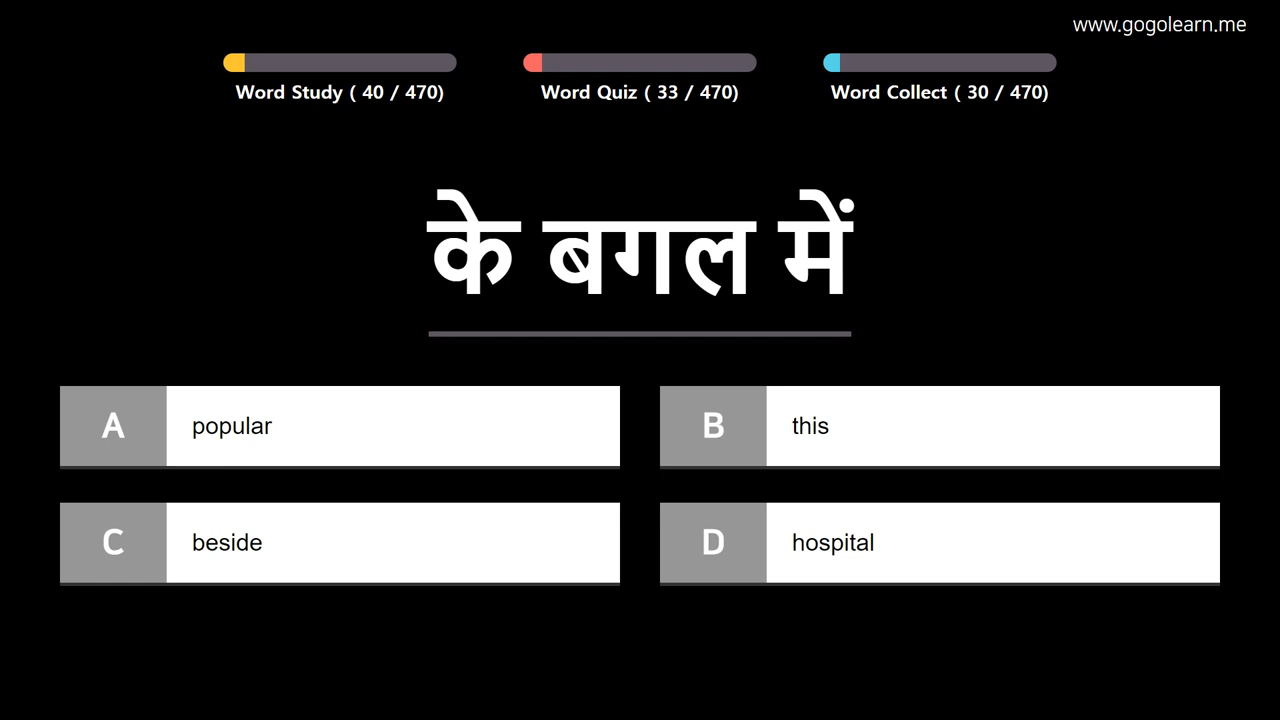 www.gogolearn.me
Word Study ( 40 / 470)
Word Quiz ( 33 / 470)
Word Collect ( 30 / 470)
के बगल में
A popular
B this
C beside
D hospital